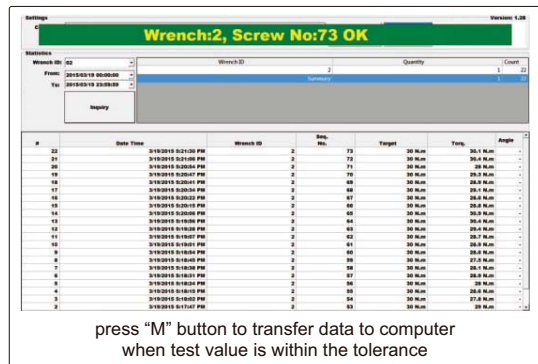 Settings Version: 1.28
Wrench:2, Screw No:73 OK
Statistics
Wrench ID: 02 Wrench ID Quantity Count
2 1 22
From: 2015/03/19 00:00:00 Summary 1 22
To: 2015/03/19 23:59:59
Inquiry
# Date Time Wrench ID Seq. No. Target Torq. Angle
22 3/19/2015 5:21:30 PM 2 73 30 N.m 30.1 N.m -
21 3/19/2015 5:21:06 PM 2 72 30 N.m 30.4 N.m -
20 3/19/2015 PM 2 71 30 N.m 29 N.m -
19 3/19/2015 5:20:47 PM 2 70 30 N.m 29.3 N.m -
18 3/19/2015 5:20:41 PM 2 69 30 N.m 28.9 N.m -
17 3/19/2015 5:20:34 PM 2 68 30 N.m 29.1 N.m -
16 3/19/2015 5:20:22 PM 2 67 30 N.m N.m -
15 3/19/2015 5:20:15 PM 2 66 30 N.m N.m -
14 3/19/2015 5:20:06 PM 2 65 30 N.m 30.9 N.m -
13 3/19/2015 5:19:56 PM 2 64 30 N.m 30.4 N.m -
12 3/19/2015 5:19:28 PM 2 63 30 N.m 29.4 N.m -
11 3/19/2015 5:19:07 PM 2 62 30 N.m 28.7 N.m -
10 3/19/2015 5:19:01 PM 2 61 30 N.m 28.9 N.m -
9 3/19/2015 5:18:54 PM 2 60 30 N.m N.m -
8 3/19/2015 5:18:45 PM 2 59 30 N.m 27.5 N.m -
7 3/19/2015 5:18:38 PM 2 58 30 N.m 28.1 N.m -
6 3/19/2015 5:18:31 PM 2 57 30 N.m 28.9 N.m -
5 3/19/2015 5:18:24 PM 2 56 30 N.m N.m -
4 3/19/2015 5:18:15 PM 2 55 30 N.m N.m -
3 3/19/2015 5:18:02 PM 2 54 30 N.m 27.8 N.m -
2 3/19/2015 5:17:47 PM 2 53 30 N.m 29 N.m -
press “M” button to transfer data to computer
when test value is within the tolerance